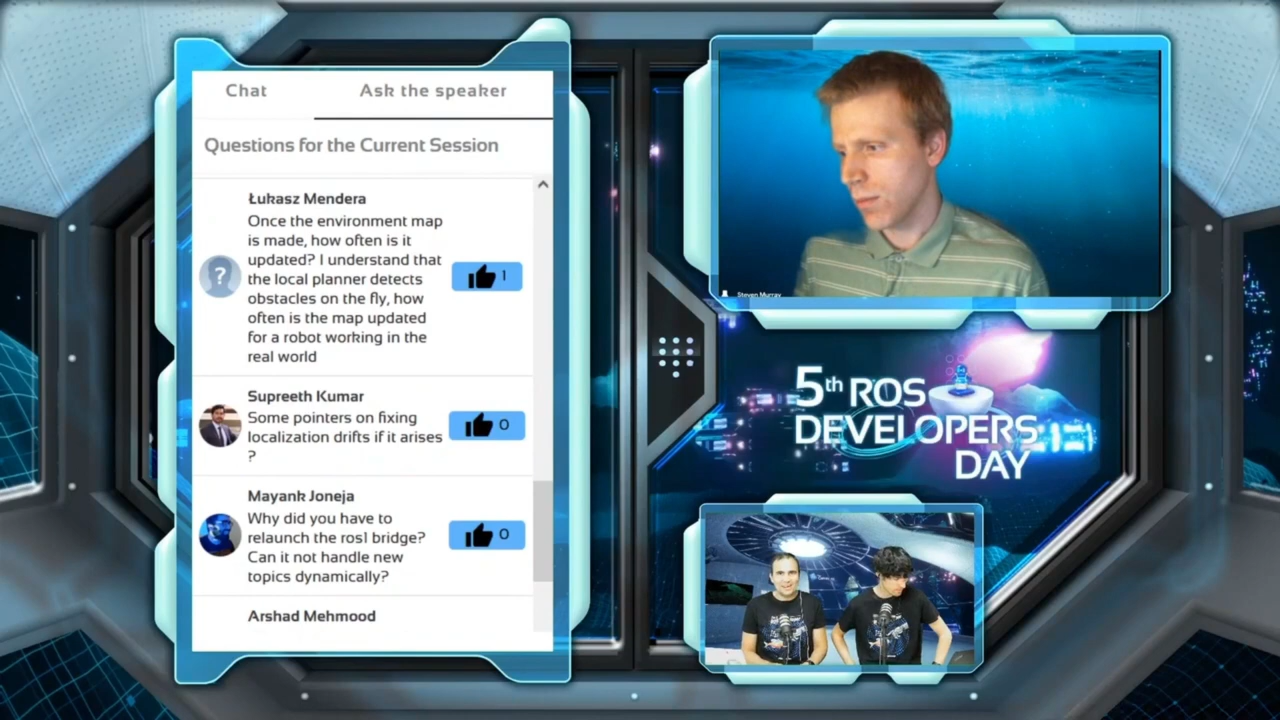 Chat
Ask the speaker
Questions for the Current Session
Łukasz Mendera
Once the environment map
is made, how often is it
updated? I understand that
the local planner detects
obstacles on the fly, how
often is the map updated
for a robot working in the
real world
?
1
Supreeth Kumar
Some pointers on fixing
localization drifts if it arises
?
0
Mayank Joneja
Why did you have to
relaunch the ros1 bridge?
Can it not handle new
topics dynamically?
0
Arshad Mehmood
Steven Murray
5th ROS
DEVELOPERS
DAY